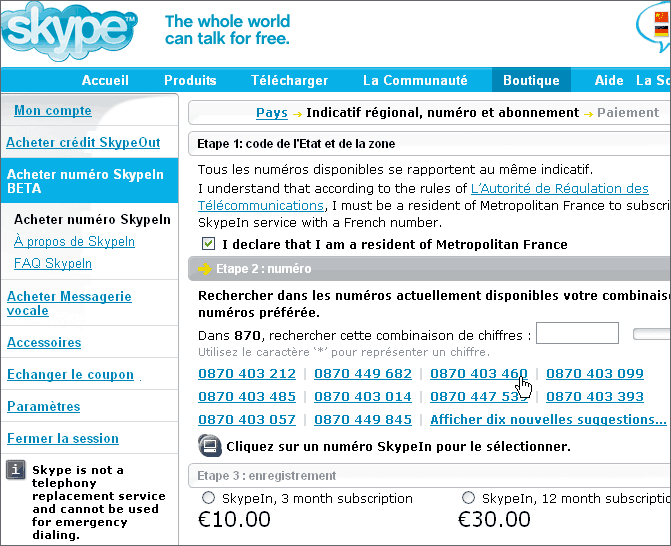 skype™
The whole world
can talk for free.
Accueil Produits Télécharger La Communauté Boutique Aide La So
Mon compte
Acheter crédit SkypeOut
Acheter numéro SkypeIn
BETA
Acheter numéro SkypeIn
À propos de SkypeIn
FAQ SkypeIn
Acheter Messagerie
vocale
Accessoires
Echanger le coupon
Paramètres
Fermer la session
Skype is not a
telephony
replacement service
and cannot be used
for emergency
dialing.
Pays Indicatif régional, numéro et abonnement Paiement
Etape 1: code de l'Etat et de la zone
Tous les numéros disponibles se rapportent au même indicatif.
I understand that according to the rules of L'Autorité de Régulation des
Télécommunications, I must be a resident of Metropolitan France to subscri
SkypeIn service with a French number.
I declare that I am a resident of Metropolitan France
Etape 2 : numéro
Rechercher dans les numéros actuellement disponibles votre combinais
numéros préférée.
Dans 870, rechercher cette combinaison de chiffres :
Utilisez le caractère '*' pour représenter un chiffre.
0870 403 212 | 0870 449 682 | 0870 403 460 | 0870 403 099
0870 403 485 | 0870 403 014 | 0870 447 539 | 0870 403 393
0870 403 057 | 0870 449 845 | Afficher dix nouvelles suggestions...
Cliquez sur un numéro SkypeIn pour le sélectionner.
Etape 3 : enregistrement
SkypeIn, 3 month subscription SkypeIn, 12 month subscriptio
€10.00 €30.00